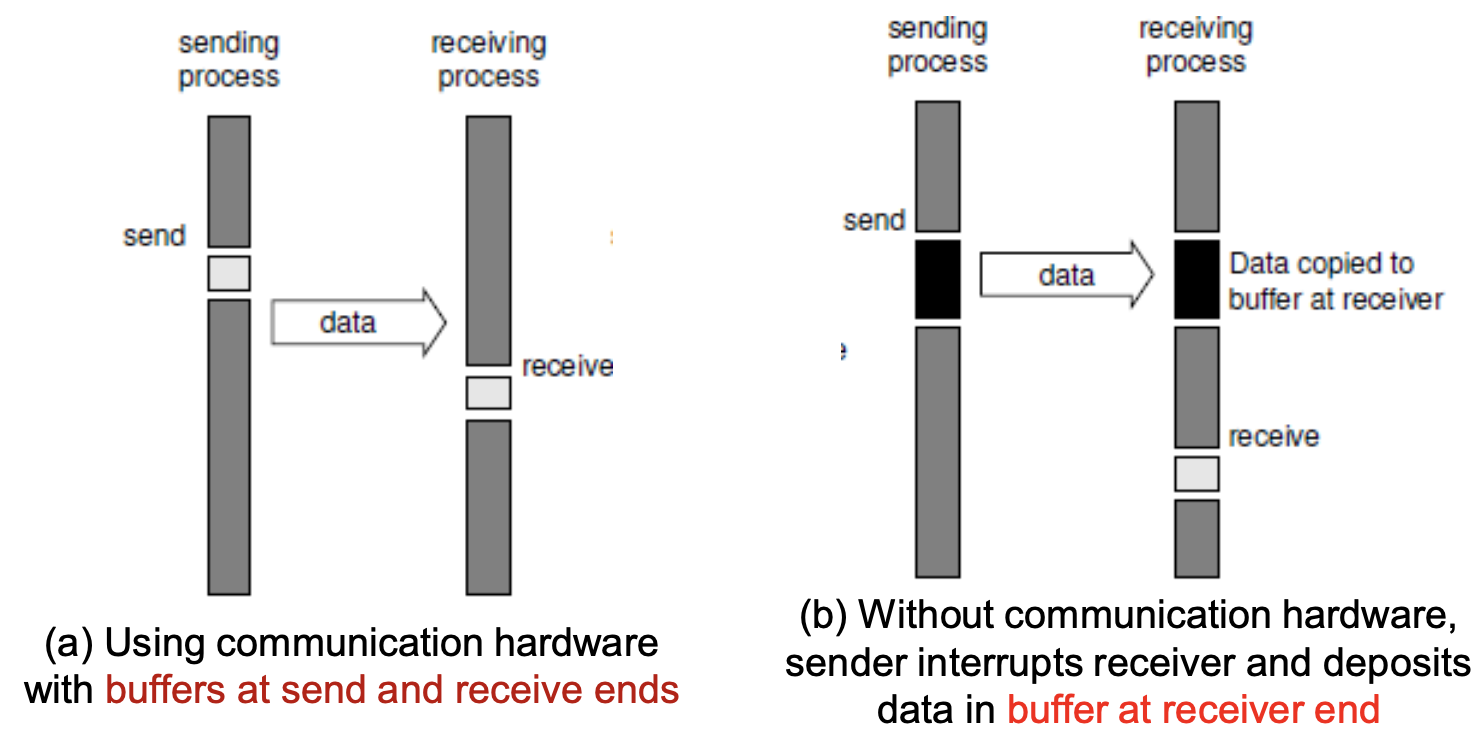 sending
process
receiving
process
send
data
receive
(a) Using communication hardware
with buffers at send and receive ends
sending
process
receiving
process
send
data
Data copied to
buffer at receiver
receive
(b) Without communication hardware,
sender interrupts receiver and deposits
data in buffer at receiver end